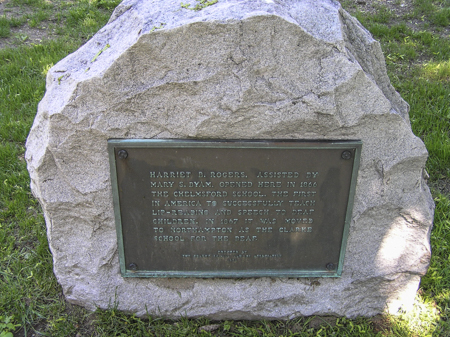 HARRIET B. ROGERS, ASSISTED BY
MARY S. BYAM, OPENED HERE IN 1866
THE CHELMSFORD SCHOOL, THE FIRST
IN AMERICA TO SUCCESSFULLY TEACH
LIP-READING AND SPEECH TO DEAF
CHILDREN. IN 1867 IT WAS MOVED
TO NORTHAMPTON AS THE CLARKE
SCHOOL FOR THE DEAF